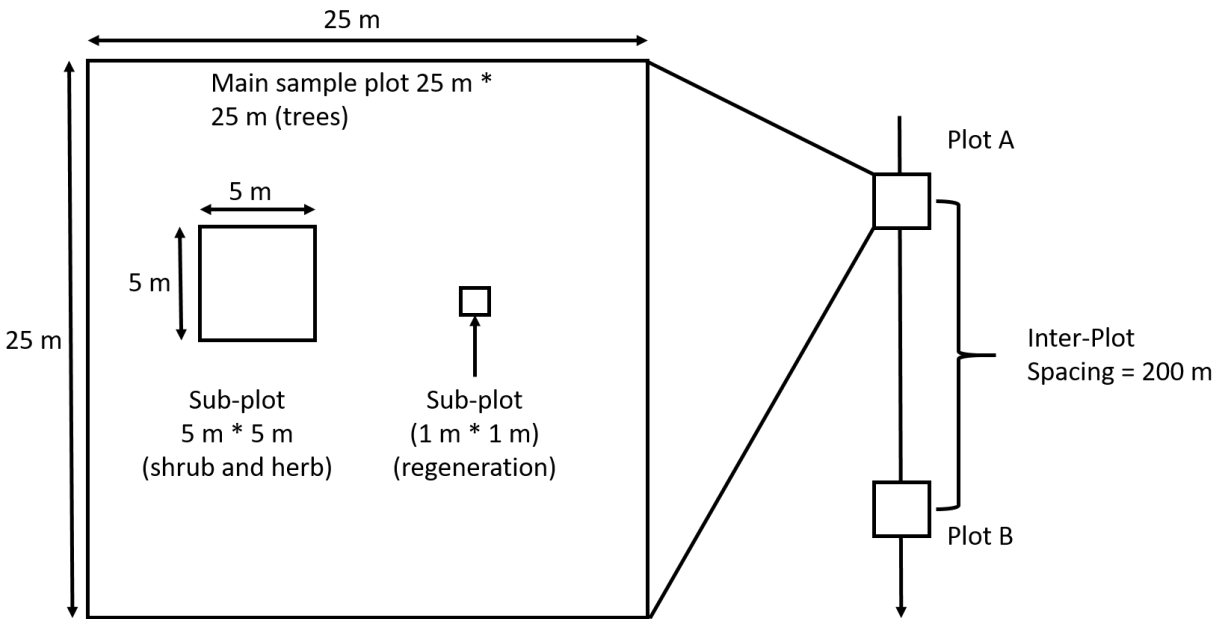 25 m
Main sample plot 25 m *
25 m (trees)
5 m
5 m
25 m
Sub-plot
5 m * 5 m
(shrub and herb)
Sub-plot
(1 m * 1 m)
(regeneration)
Plot A
Inter-Plot
Spacing = 200 m
Plot B